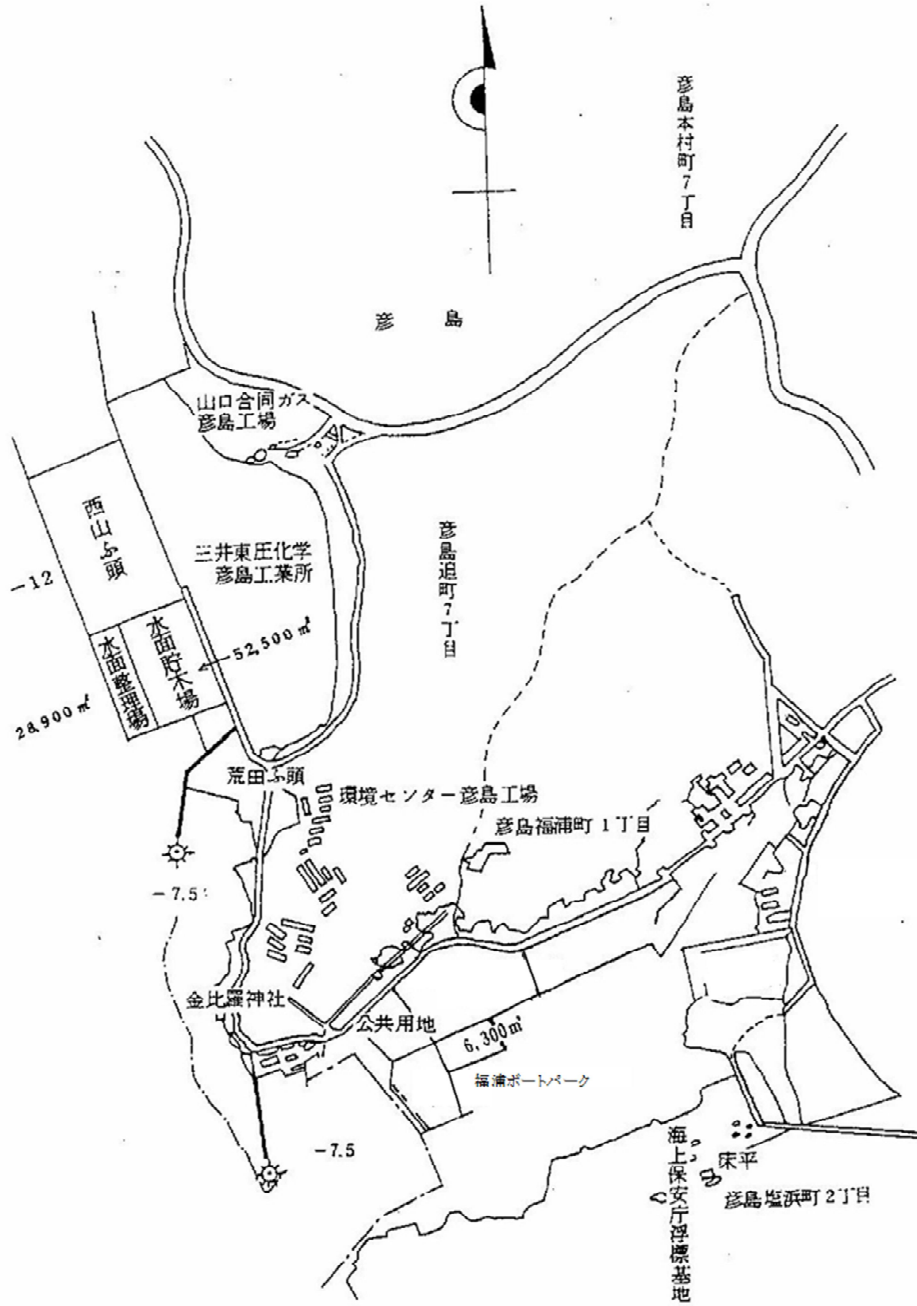 彦島本村町7丁目
彦島
山口合同ガス
彦島工場
西山ふ頭
三井東圧化学
彦島工業所
彦島迫町7丁目
-12
水面貯木場
水面整理場
52,500㎡
28,900㎡
荒田ふ頭
環境センター彦島工場
彦島福浦町1丁目
-7.5
金比羅神社
公共用地
6,300㎡
福浦ボートパーク
-7.5
海上保安庁浮標基地
床平
彦島塩浜町2丁目